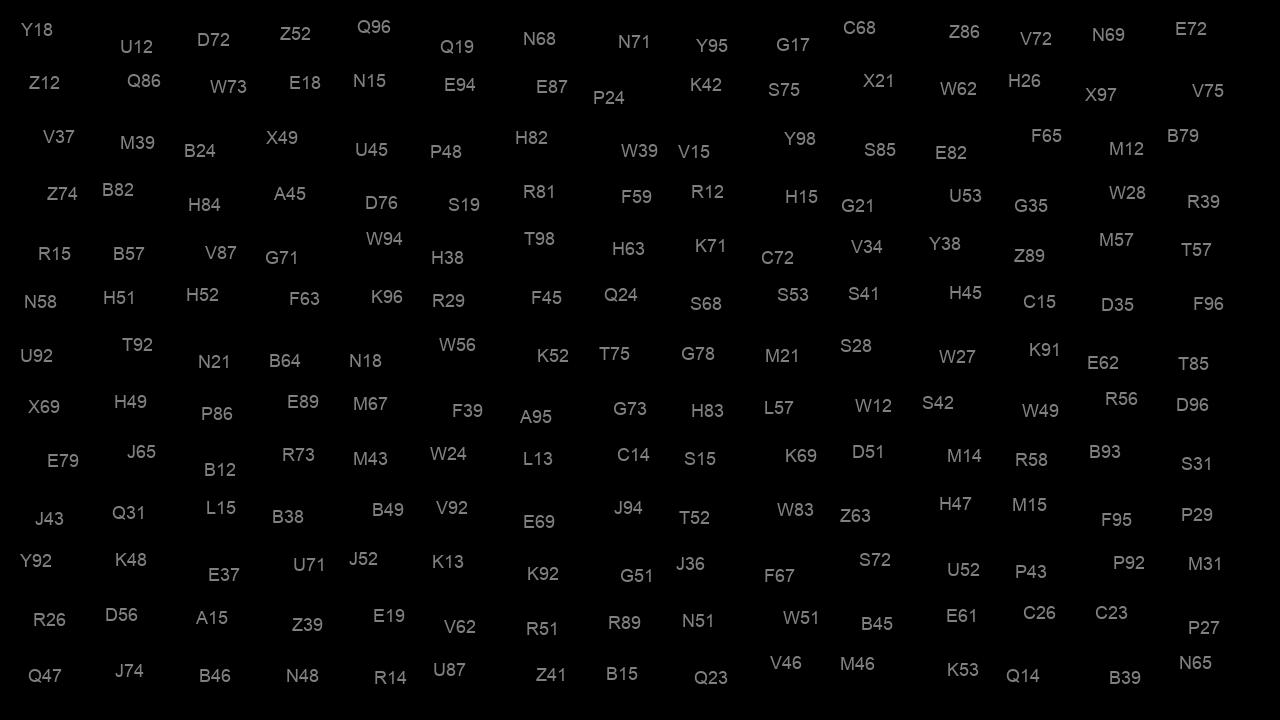 Y18 U12 D72 Z52 Q96 Q19 N68 N71 Y95 G17 C68 Z86 V72 N69 E72
Z12 Q86 W73 E18 N15 E94 E87 P24 K42 S75 X21 W62 H26 X97 V75
V37 M39 B24 X49 U45 P48 H82 W39 V15 Y98 S85 E82 F65 M12 B79
Z74 B82 H84 A45 D76 S19 R81 F59 R12 H15 G21 U53 G35 W28 R39
R15 B57 V87 G71 W94 H38 T98 H63 K71 C72 V34 Y38 Z89 M57 T57
N58 H51 H52 F63 K96 R29 F45 Q24 S68 S53 S41 H45 C15 D35 F96
U92 T92 N21 B64 N18 W56 K52 T75 G78 M21 S28 W27 K91 E62 T85
X69 H49 P86 E89 M67 F39 A95 G73 H83 L57 W12 S42 W49 R56 D96
E79 J65 B12 R73 M43 W24 L13 C14 S15 K69 D51 M14 R58 B93 S31
J43 Q31 L15 B38 B49 V92 E69 J94 T52 W83 Z63 H47 M15 F95 P29
Y92 K48 E37 U71 J52 K13 K92 G51 J36 F67 S72 U52 P43 P92 M31
R26 D56 A15 Z39 E19 V62 R51 R89 N51 W51 B45 E61 C26 C23 P27
Q47 J74 B46 N48 R14 U87 Z41 B15 Q23 V46 M46 K53 Q14 B39 N65